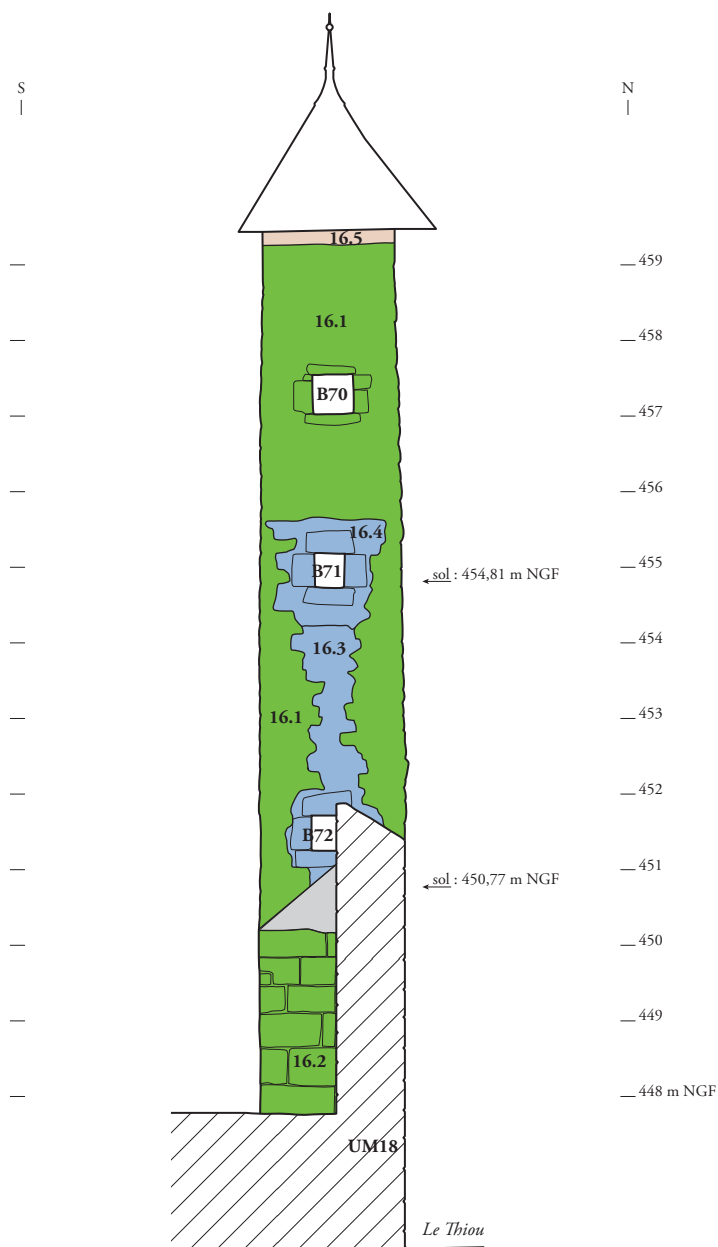 S
N
16.5
459
16.1
458
B70
457
456
16.4
455
B71
sol : 454,81 m NGF
454
16.3
16.1
453
452
B72
451
sol : 450,77 m NGF
450
449
16.2
448 m NGF
UM18
Le Thiou